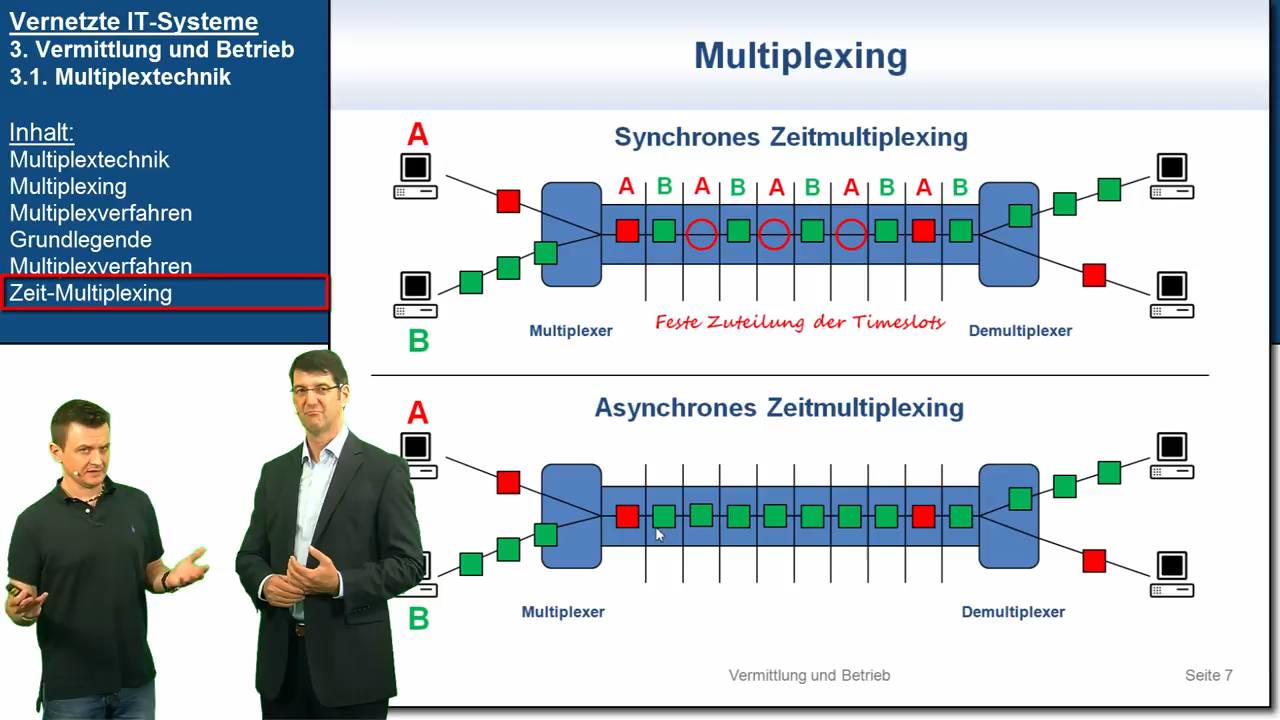 Vernetzte IT-Systeme
3. Vermittlung und Betrieb
3.1. Multiplextechnik
Inhalt:
Multiplextechnik
Multiplexing
Multiplexverfahren
Grundlegende
Multiplexverfahren
Zeit-Multiplexing
Multiplexing
Synchrones Zeitmultiplexing
A
A B A B A B A B A B
B
Multiplexer
Feste Zuteilung der Timeslots
Demultiplexer
Asynchrones Zeitmultiplexing
A
B
Multiplexer
Demultiplexer
Vermittlung und Betrieb
Seite 7